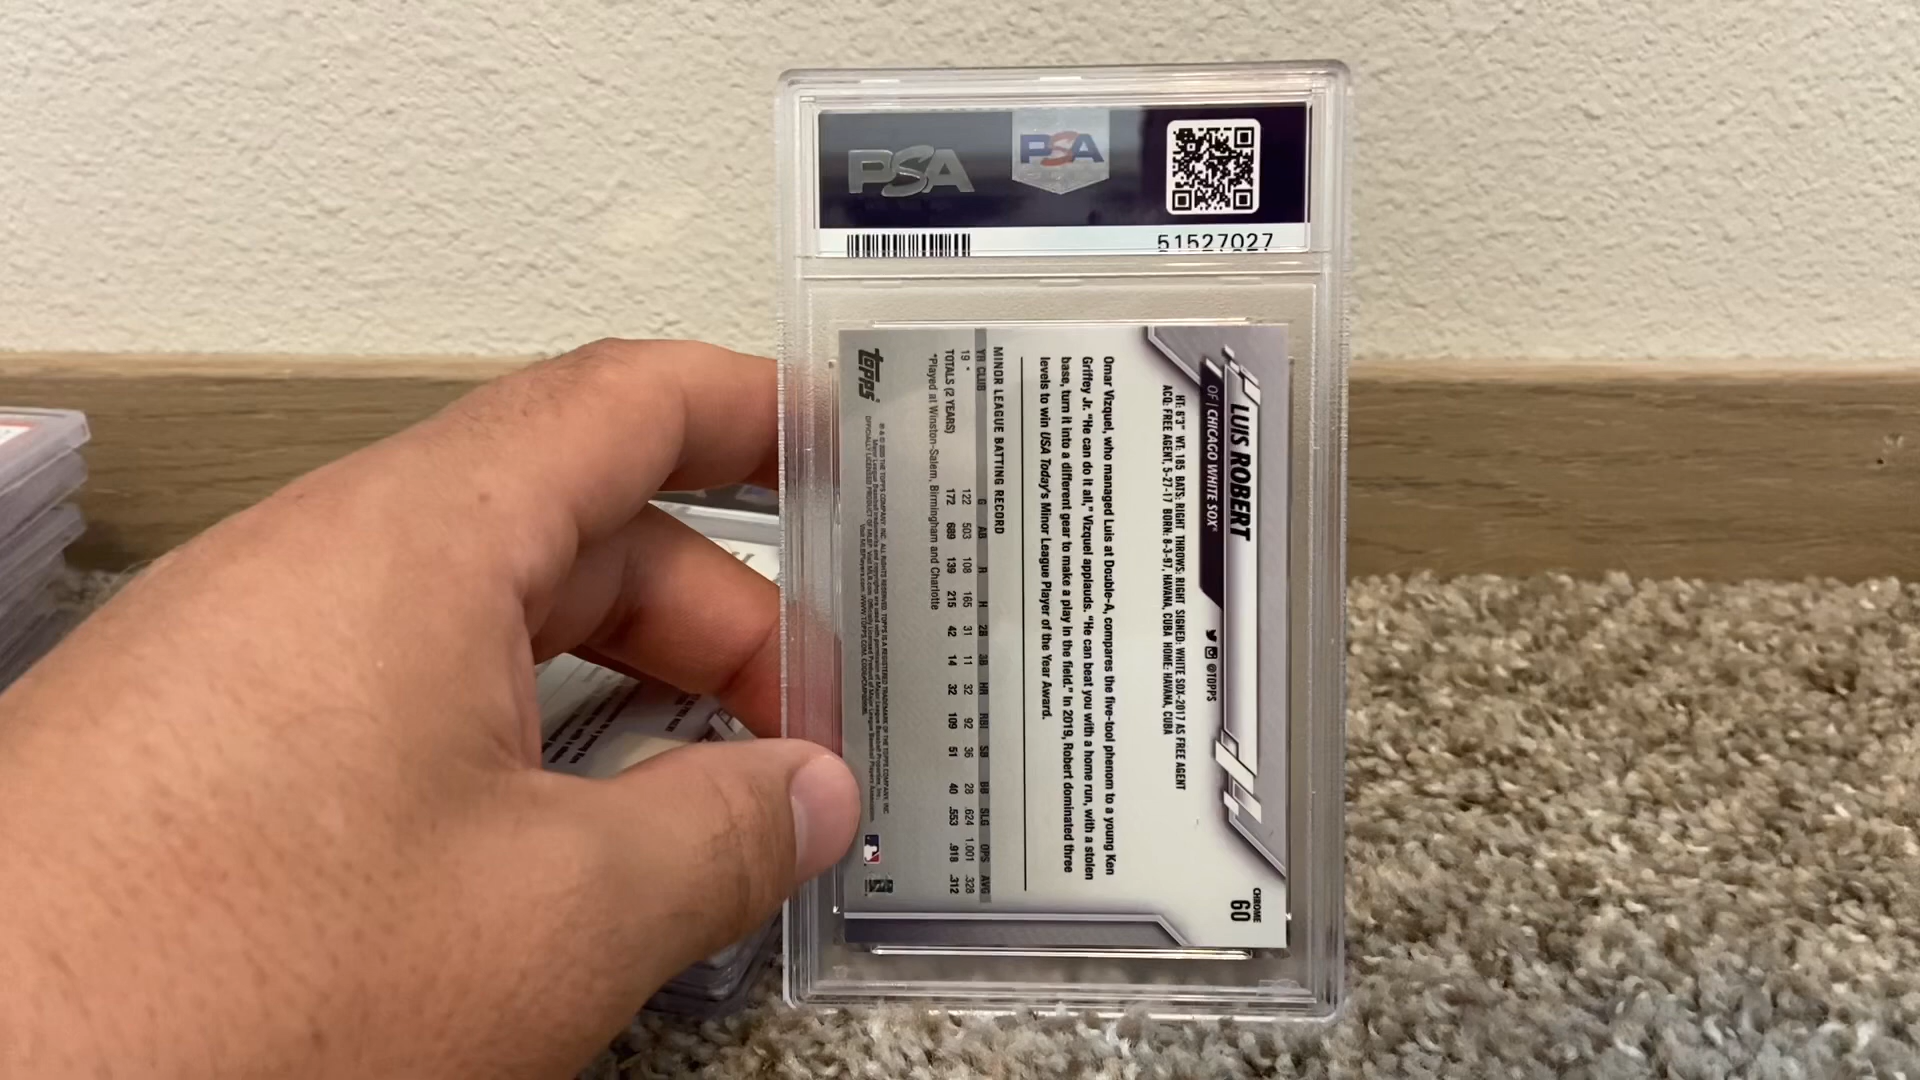 PSA
PSA
51527027
CHROME
60
LUIS ROBERT
OF | CHICAGO WHITE SOX®
@TOPPS
HT: 6'3" WT: 185 BATS: RIGHT THROWS: RIGHT SIGNED: WHITE SOX-2017 AS FREE AGENT
ACQ: FREE AGENT, 5-27-17 BORN: 8-3-97, HAVANA, CUBA HOME: HAVANA, CUBA
Omar Vizquel, who managed Luis at Double-A, compares the five-tool phenom to a young Ken
Griffey Jr. "He can do it all," Vizquel applauds. "He can beat you with a home run, with a stolen
base, turn it into a different gear to make a play in the field." In 2019, Robert dominated three
levels to win USA Today's Minor League Player of the Year Award.
MINOR LEAGUE BATTING RECORD
YR CLUB G AB R H 2B 3B HR RBI SB BB SLG OPS AVG
19 * 122 503 108 165 31 11 32 92 36 28 .624 1.001 .328
TOTALS (2 YEARS) 172 689 139 215 42 14 32 109 51 40 .553 .918 .312
*Played at Winston-Salem, Birmingham and Charlotte
topps®